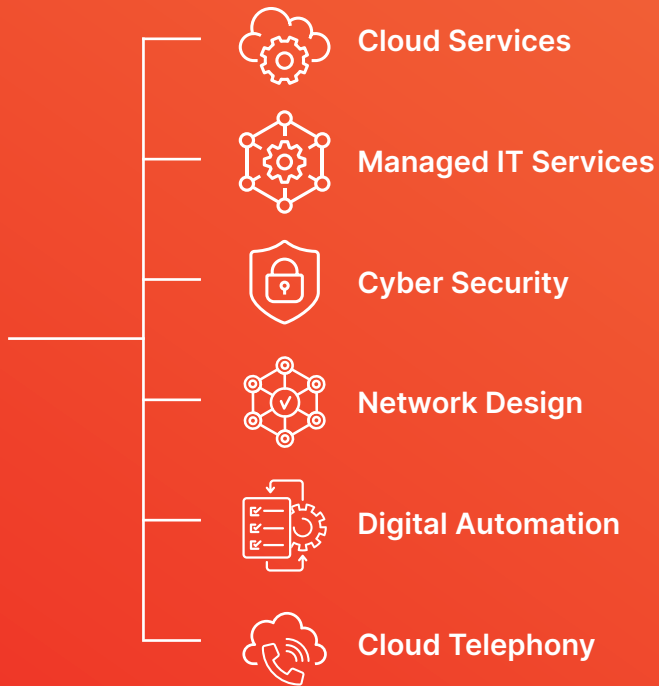 Cloud Services
Managed IT Services
Cyber Security
Network Design
Digital Automation
Cloud Telephony